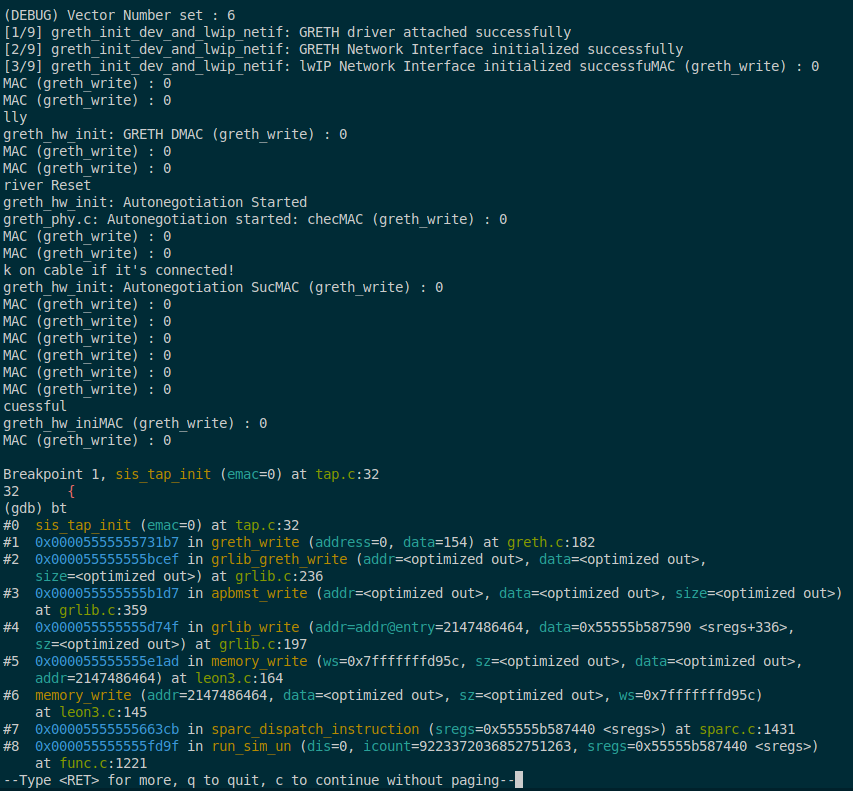 (DEBUG) Vector Number set : 6
[1/9] greth_init_dev_and_lwip_netif: GRETH driver attached successfully
[2/9] greth_init_dev_and_lwip_netif: GRETH Network Interface initialized successfully
[3/9] greth_init_dev_and_lwip_netif: lwIP Network Interface initialized successfuMAC (greth_write) : 0
MAC (greth_write) : 0
MAC (greth_write) : 0
lly
greth_hw_init: GRETH DMAC (greth_write) : 0
MAC (greth_write) : 0
MAC (greth_write) : 0
river Reset
greth_hw_init: Autonegotiation Started
greth_phy.c: Autonegotiation started: checMAC (greth_write) : 0
MAC (greth_write) : 0
MAC (greth_write) : 0
k on cable if it's connected!
greth_hw_init: Autonegotiation SucMAC (greth_write) : 0
MAC (greth_write) : 0
MAC (greth_write) : 0
MAC (greth_write) : 0
MAC (greth_write) : 0
MAC (greth_write) : 0
MAC (greth_write) : 0
cuessful
greth_hw_iniMAC (greth_write) : 0
MAC (greth_write) : 0

Breakpoint 1, sis_tap_init (emac=0) at tap.c:32
32      {
(gdb) bt
#0  sis_tap_init (emac=0) at tap.c:32
#1  0x00005555555731b7 in greth_write (address=0, data=154) at greth.c:182
#2  0x000055555555bcef in grlib_greth_write (addr=<optimized out>, data=<optimized out>,
    size=<optimized out>) at grlib.c:236
#3  0x000055555555b1d7 in apbmst_write (addr=<optimized out>, data=<optimized out>, size=<optimized out>)
    at grlib.c:359
#4  0x000055555555d74f in grlib_write (addr=addr@entry=2147486464, data=0x55555b587590 <sregs+336>,
    sz=<optimized out>) at grlib.c:197
#5  0x000055555555e1ad in memory_write (ws=0x7fffffffd95c, sz=<optimized out>, data=<optimized out>,
    addr=2147486464) at leon3.c:164
#6  memory_write (addr=2147486464, data=<optimized out>, sz=<optimized out>, ws=0x7fffffffd95c)
    at leon3.c:145
#7  0x00005555555663cb in sparc_dispatch_instruction (sregs=0x55555b587440 <sregs>) at sparc.c:1431
#8  0x000055555555fd9f in run_sim_un (dis=0, icount=9223372036852751263, sregs=0x55555b587440 <sregs>)
    at func.c:1221
--Type <RET> for more, q to quit, c to continue without paging--